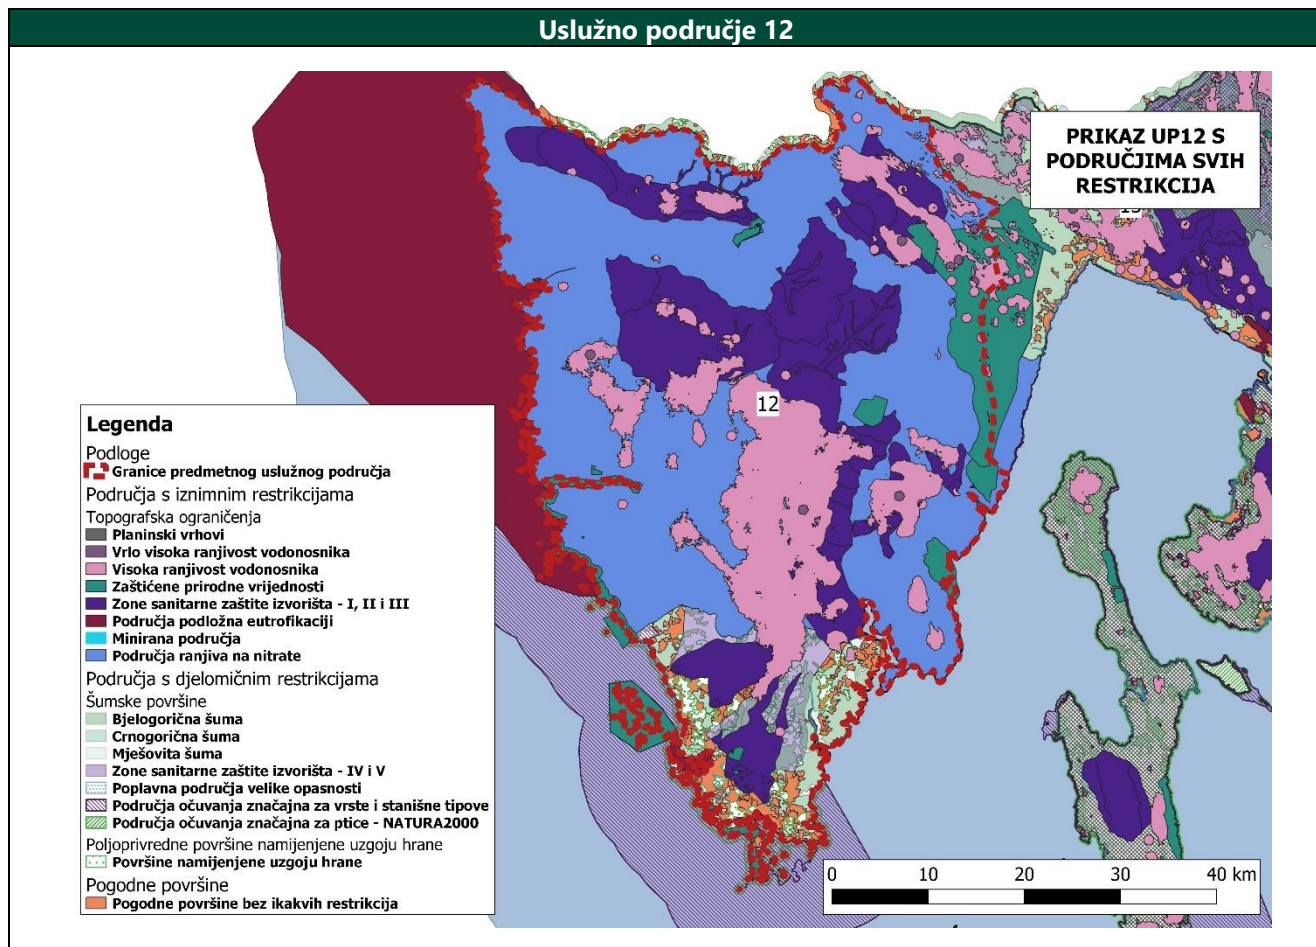 Uslužno područje 12
PRIKAZ UP12 S
PODRUČJIMA SVIH
RESTRIKCIJA
12
Legenda
Podloge
Granice predmetnog uslužnog područja
Područja s iznimnim restrikcijama
Topografska ograničenja
Planinski vrhovi
Vrlo visoka ranjivost vodonosnika
Visoka ranjivost vodonosnika
Zaštićene prirodne vrijednosti
Zone sanitarne zaštite izvorišta - I, II i III
Područja podložna eutrofikaciji
Minirana područja
Područja ranjiva na nitrate
Područja s djelomičnim restrikcijama
Šumske površine
Bjelogorična šuma
Crnogorična šuma
Mješovita šuma
Zone sanitarne zaštite izvorišta - IV i V
Poplavna područja velike opasnosti
Područja očuvanja značajna za vrste i stanišne tipove
Područja očuvanja značajna za ptice - NATURA2000
Poljoprivredne površine namijenjene uzgoju hrane
Površine namijenjene uzgoju hrane
Pogodne površine
Pogodne površine bez ikakvih restrikcija
0 10 20 30 40 km